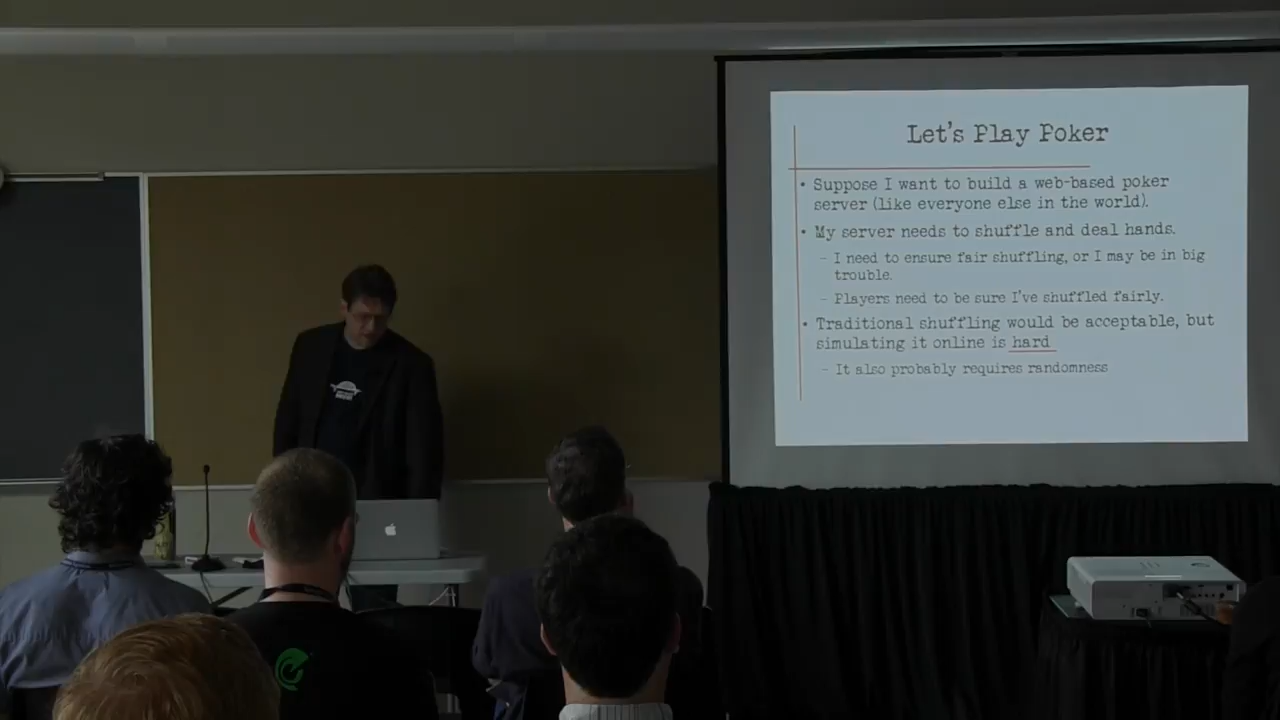 Let's Play Poker
• Suppose I want to build a web-based poker
server (like everyone else in the world).
• My server needs to shuffle and deal hands.
– I need to ensure fair shuffling, or I may be in big
trouble.
– Players need to be sure I've shuffled fairly.
• Traditional shuffling would be acceptable, but
simulating it online is hard
– It also probably requires randomness